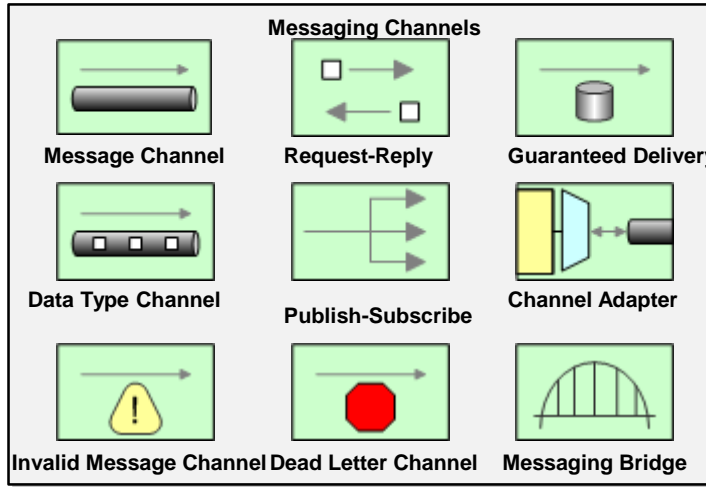 Messaging Channels
Message Channel
Request-Reply
Guaranteed Delivery
Data Type Channel
Publish-Subscribe
Channel Adapter
!
Invalid Message Channel
Dead Letter Channel
Messaging Bridge